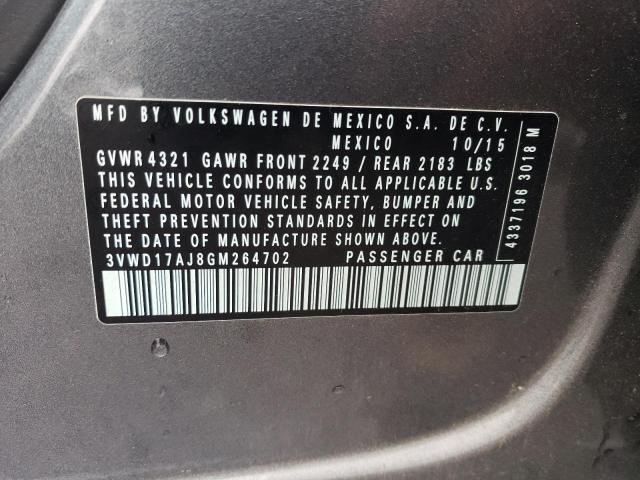 MFD BY VOLKSWAGEN DE MEXICO S.A. DE C.V.
MEXICO 10/15
GVWR 4321 GAWR FRONT 2249 / REAR 2183 LBS
THIS VEHICLE CONFORMS TO ALL APPLICABLE U.S.
FEDERAL MOTOR VEHICLE SAFETY, BUMPER AND
THEFT PREVENTION STANDARDS IN EFFECT ON
THE DATE OF MANUFACTURE SHOWN ABOVE.
3VWD17AJ8GM264702 PASSENGER CAR
4337196 3018 M